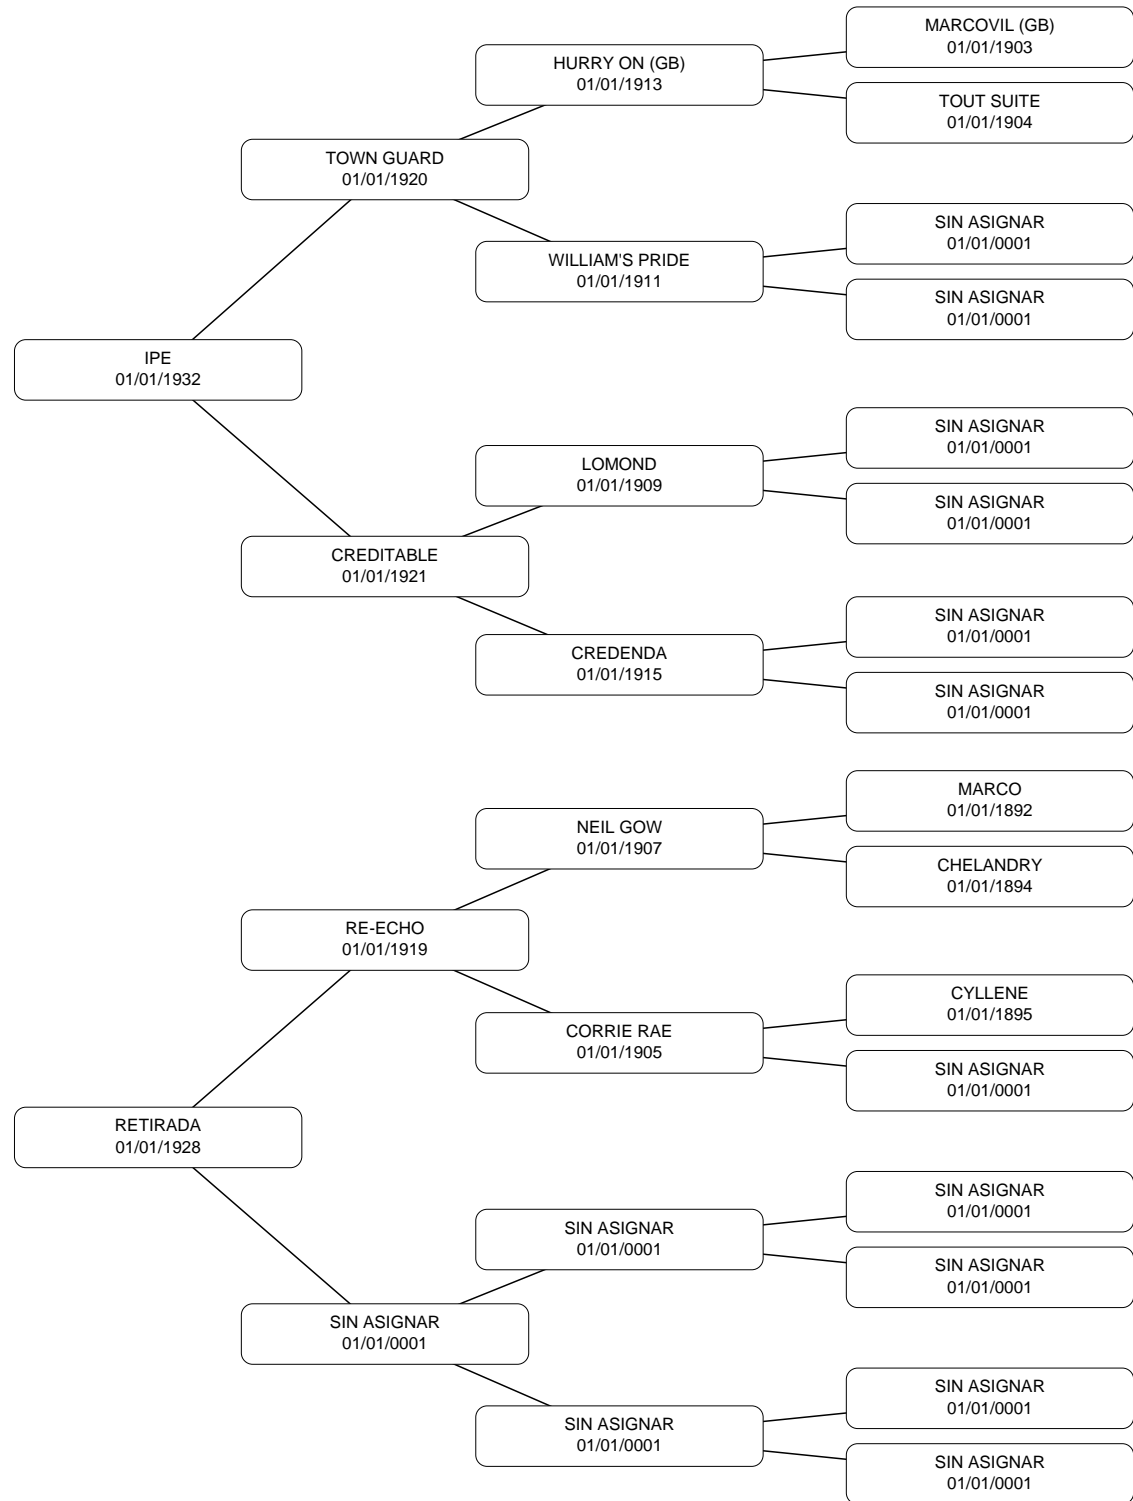 MARCOVIL (GB)
01/01/1903
HURRY ON (GB)
01/01/1913
TOUT SUITE
01/01/1904
TOWN GUARD
01/01/1920
SIN ASIGNAR
01/01/0001
WILLIAM'S PRIDE
01/01/1911
SIN ASIGNAR
01/01/0001
IPE
01/01/1932
SIN ASIGNAR
01/01/0001
LOMOND
01/01/1909
SIN ASIGNAR
01/01/0001
CREDITABLE
01/01/1921
SIN ASIGNAR
01/01/0001
CREDENDA
01/01/1915
SIN ASIGNAR
01/01/0001
MARCO
01/01/1892
NEIL GOW
01/01/1907
CHELANDRY
01/01/1894
RE-ECHO
01/01/1919
CYLLENE
01/01/1895
CORRIE RAE
01/01/1905
SIN ASIGNAR
01/01/0001
RETIRADA
01/01/1928
SIN ASIGNAR
01/01/0001
SIN ASIGNAR
01/01/0001
SIN ASIGNAR
01/01/0001
SIN ASIGNAR
01/01/0001
SIN ASIGNAR
01/01/0001
SIN ASIGNAR
01/01/0001
SIN ASIGNAR
01/01/0001